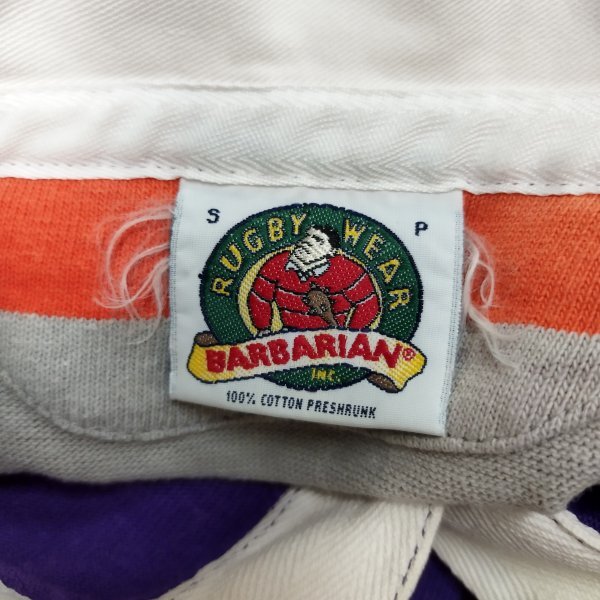 S P
RUGBY WEAR
BARBARIAN®
INC.
100% COTTON PRESHRUNK